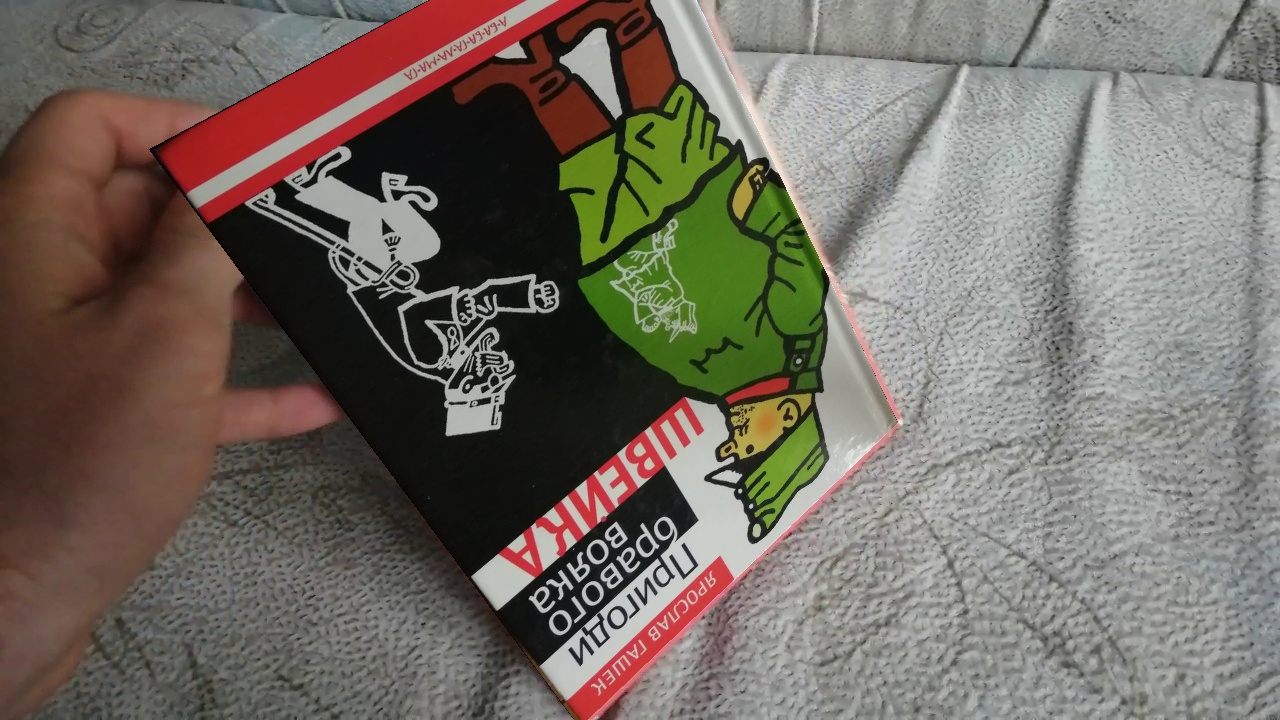 ЯРОСЛАВ ГАШЕК
Пригоди
бравого
вояка
ШВЕЙКА
А-БА-БА-ГА-ЛА-МА-ГА